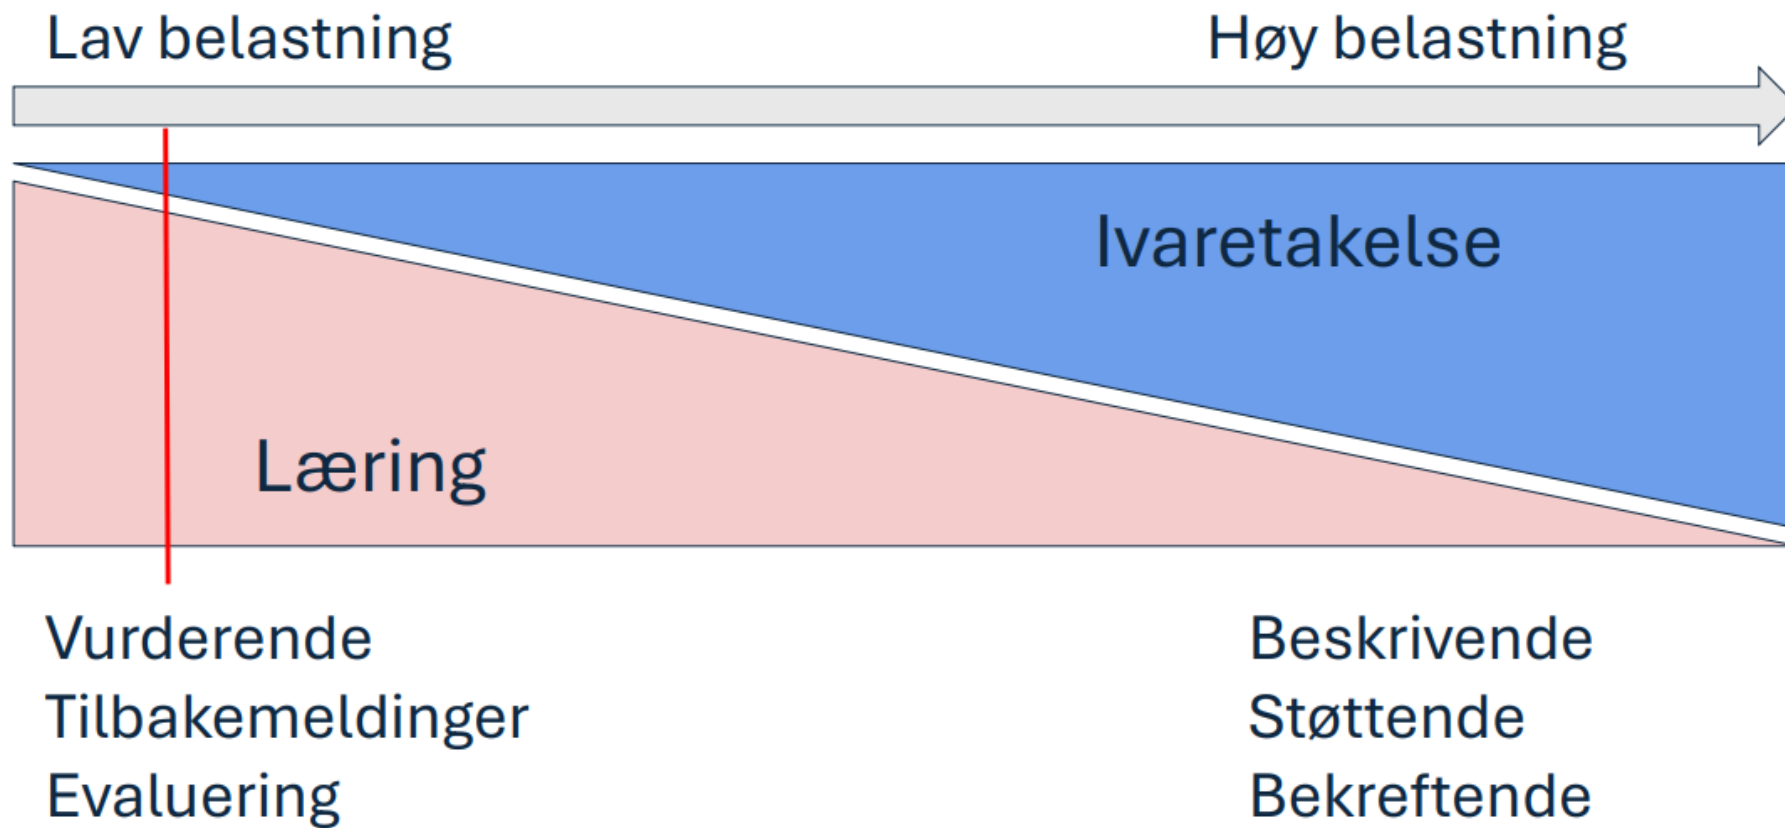 Lav belastning
Høy belastning
Ivaretakelse
Læring
Vurderende
Tilbakemeldinger
Evaluering
Beskrivende
Støttende
Bekreftende